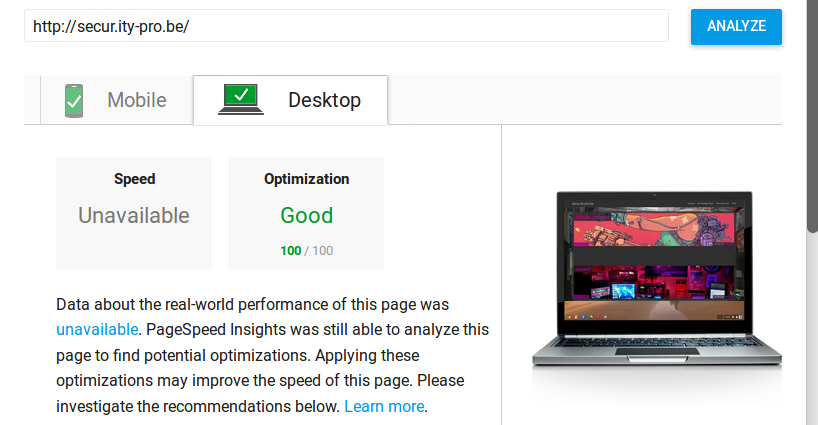 http://secur.ity-pro.be/
ANALYZE
Mobile
Desktop
Speed
Unavailable
Optimization
Good
100 / 100
Data about the real-world performance of this page was
unavailable. PageSpeed Insights was still able to analyze this
page to find potential optimizations. Applying these
optimizations may improve the speed of this page. Please
investigate the recommendations below. Learn more.